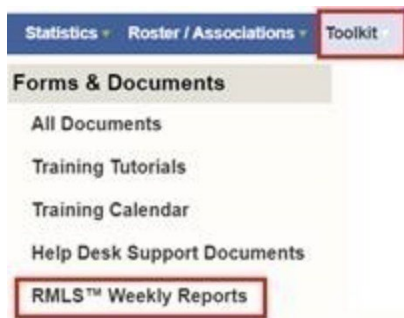 Statistics Roster / Associations Toolkit
Forms & Documents
All Documents
Training Tutorials
Training Calendar
Help Desk Support Documents
RMLS™ Weekly Reports